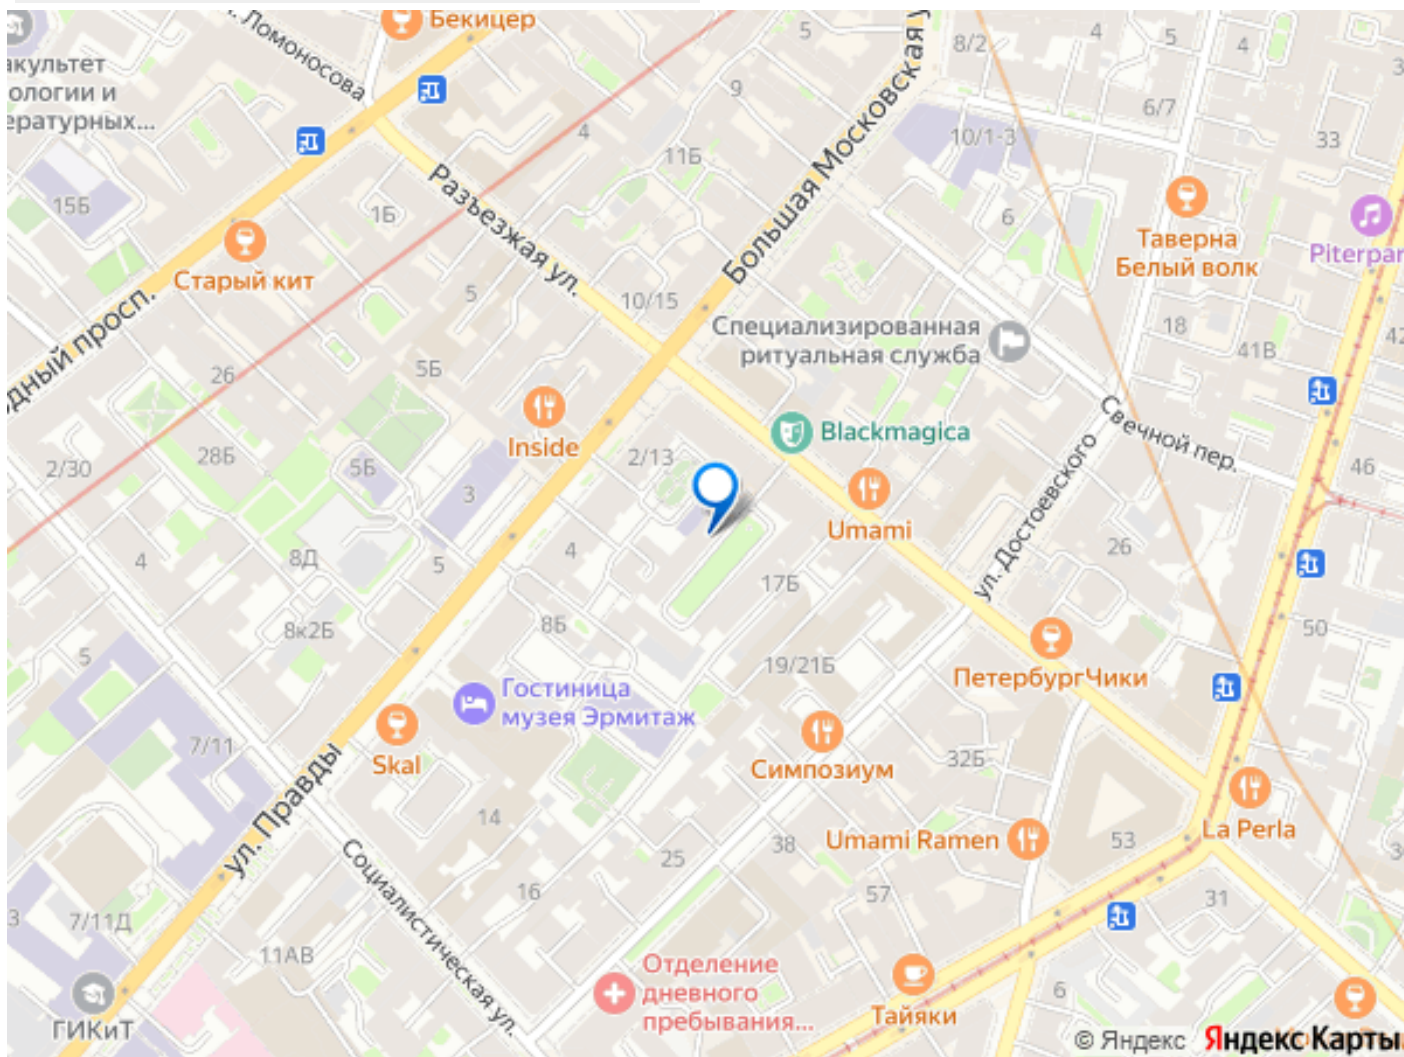 Бекицер
. Ломоносова
акультет
ологии и
ературных...
15Б
1Б
4
11Б
9
5
Большая Московская у
8/2
4
5
4
3
6/7
10/1-3
33
6
Разъезжая ул.
Старый кит
Таверна
Белый волк
Piterpar
5
10/15
Специализированная
ритуальная служба
18
41В
42
одный просп.
26
5Б
Inside
Blackmagica
Свечной пер.
2/30
28Б
5Б
3
2/13
46
Umami
ул. Достоевского
26
4
8Д
5
4
17Б
8к2Б
8Б
50
5
19/21Б
ПетербургЧики
Гостиница
музея Эрмитаж
7/11
Skal
Симпозиум
32Б
ул. Правды
14
La Perla
Umami Ramen
53
25
38
3
Социалистическая ул.
16
57
31
3
7/11Д
11АВ
Отделение
дневного
пребывания...
6
ГИКиТ
Тайяки
© Яндекс Яндекс Карты